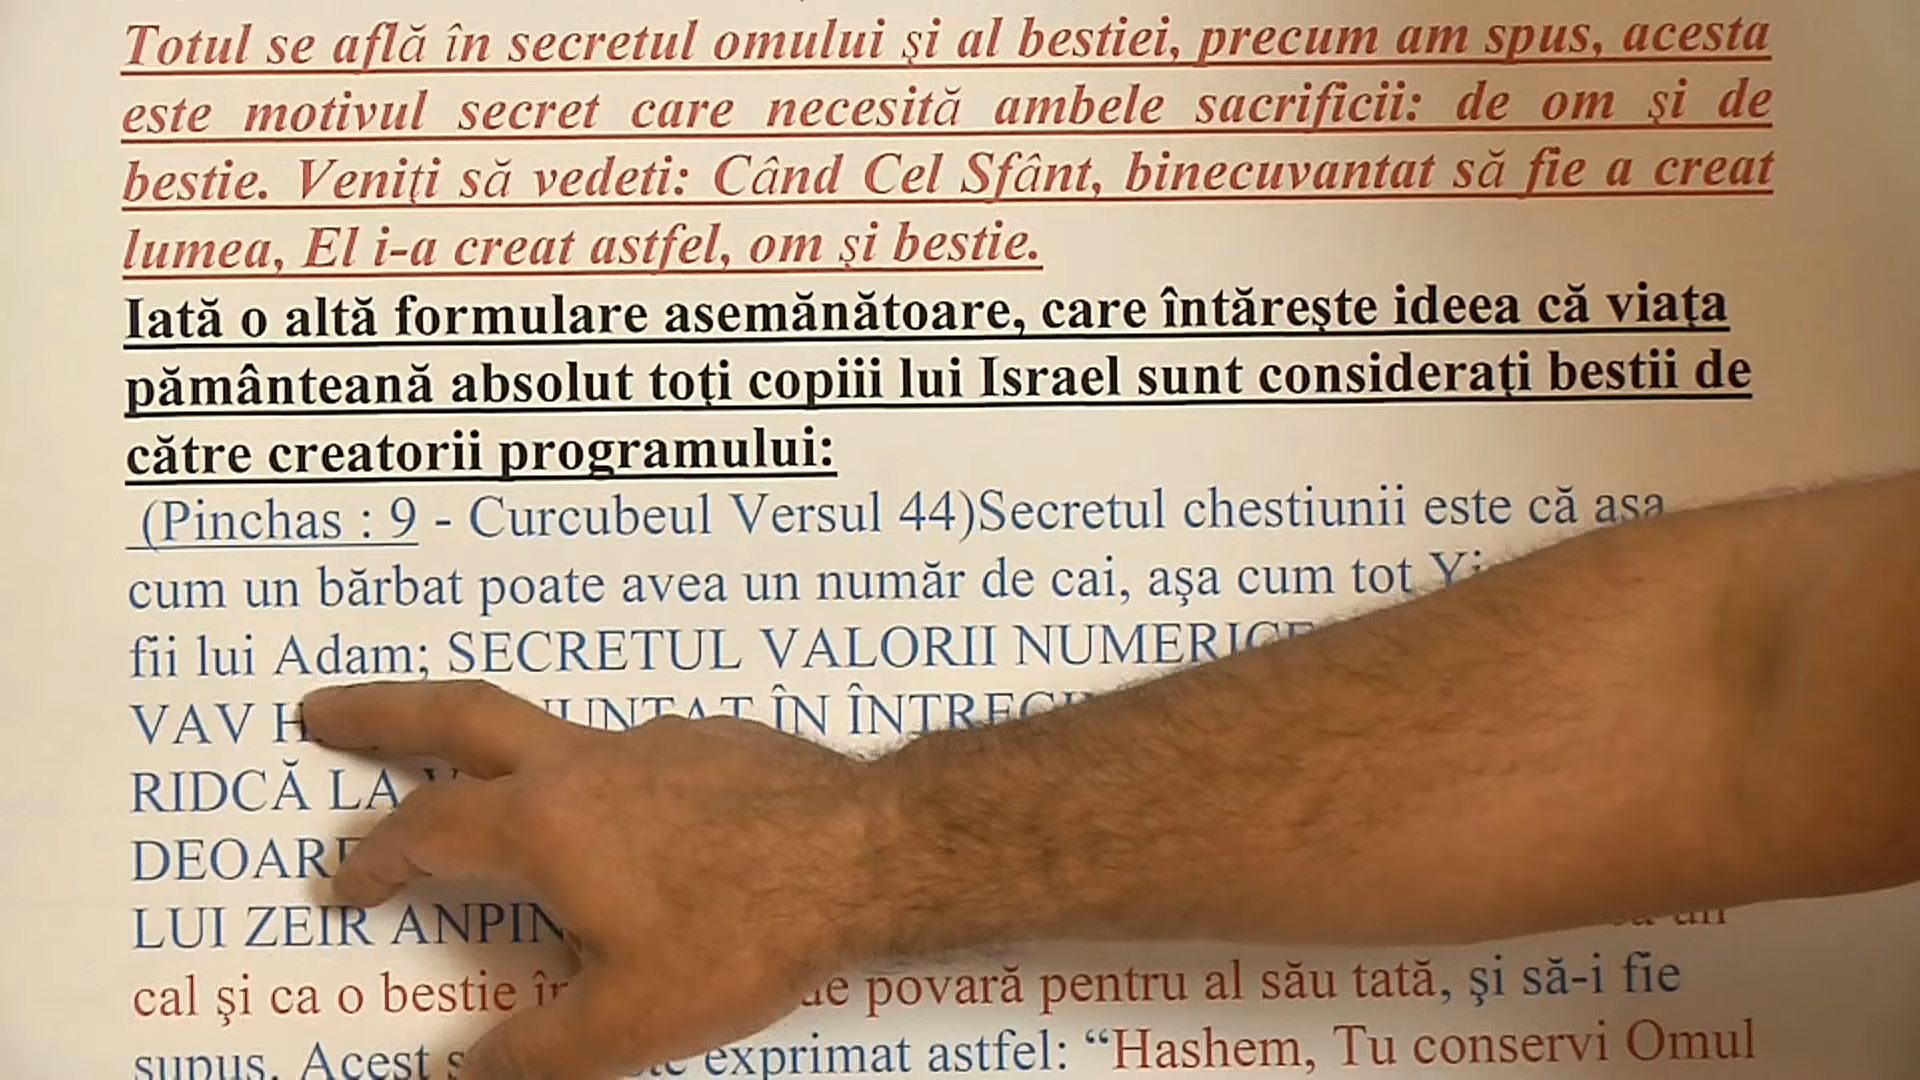 Totul se află în secretul omului şi al bestiei, precum am spus, acesta
este motivul secret care necesită ambele sacrificii: de om şi de
bestie. Veniţi să vedeti: Când Cel Sfânt, binecuvantat să fie a creat
lumea, El i-a creat astfel, om şi bestie.
Iată o altă formulare asemănătoare, care întăreşte ideea că viaţa
pământeană absolut toţi copiii lui Israel sunt consideraţi bestii de
către creatorii programului:
(Pinchas : 9 - Curcubeul Versul 44)Secretul chestiunii este că aşa
cum un bărbat poate avea un număr de cai, aşa cum tot
fii lui Adam; SECRETUL VALORII NUMERICE
VAV ÎN
RIDCĂ LA
LUI ZEIR ANPIN
cal şi ca o bestie de povară pentru al său tată, şi să-i fie
supus. Acest exprimat astfel: “Hashem, Tu conservi Omul